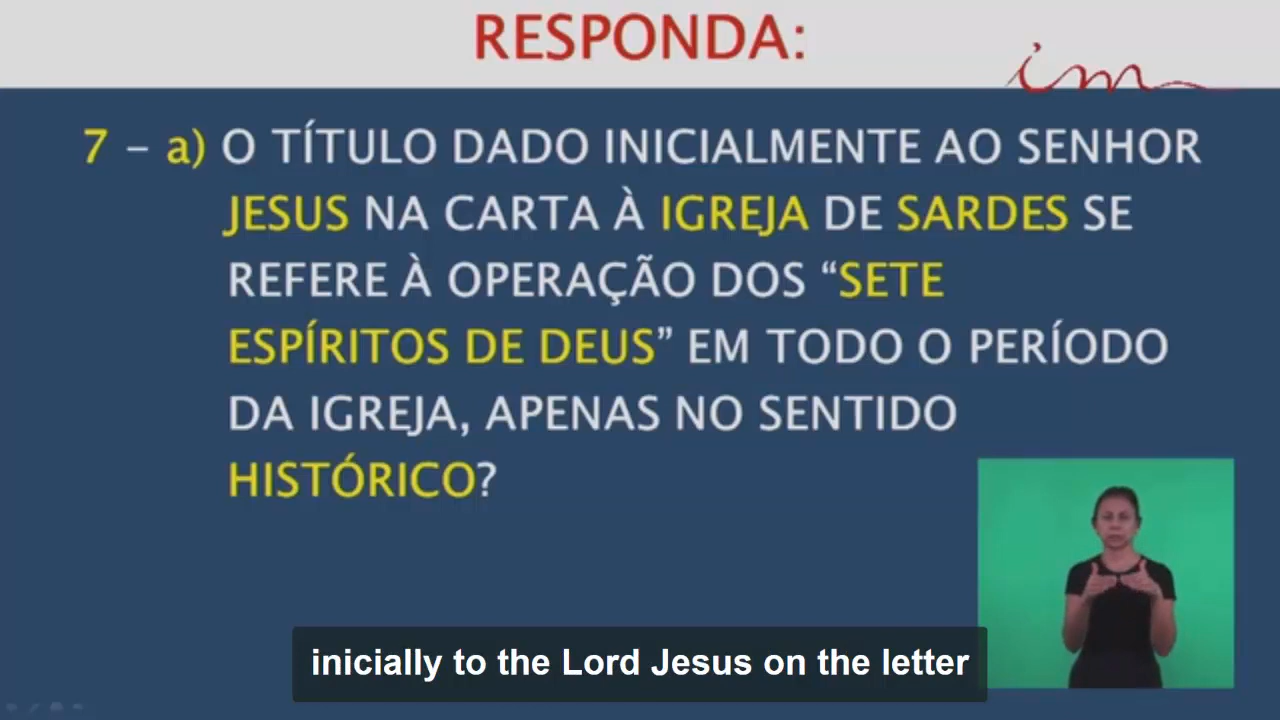 RESPONDA:
im
7 – a) O TÍTULO DADO INICIALMENTE AO SENHOR
JESUS NA CARTA À IGREJA DE SARDES SE
REFERE À OPERAÇÃO DOS “SETE
ESPÍRITOS DE DEUS” EM TODO O PERÍODO
DA IGREJA, APENAS NO SENTIDO
HISTÓRICO?
inicially to the Lord Jesus on the letter